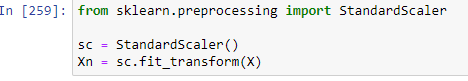 In [259]: from sklearn.preprocessing import StandardScaler
sc = StandardScaler()
Xn = sc.fit_transform(X)